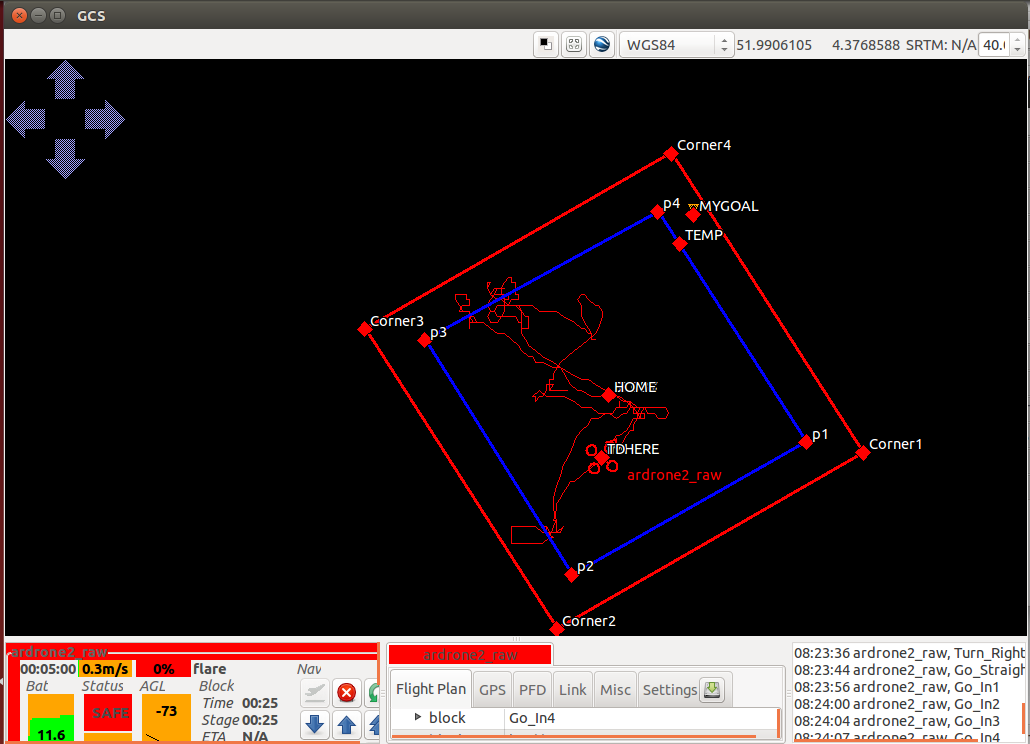 GCS
WGS84 51.9906105 4.3768588 SRTM: N/A 40.
Corner4
p4 MYGOAL
TEMP
Corner3
p3
HOME
p1
Corner1
HERE
ardrone2_raw
p2
Corner2
ardrone2_raw
00:05:00 0.3m/s 0% flare Nav
Bat Status AGL Block
SAFE -73 Time 00:25
Stage 00:25
11.6 ETA N/A
ardrone2_raw
Flight Plan GPS PFD Link Misc Settings
block Go_In4
08:23:36 ardrone2_raw, Turn_Right
08:23:44 ardrone2_raw, Go_Straigh
08:23:56 ardrone2_raw, Go_In1
08:24:00 ardrone2_raw, Go_In2
08:24:04 ardrone2_raw, Go_In3
08:24:07 ardrone2_raw, Go_In4